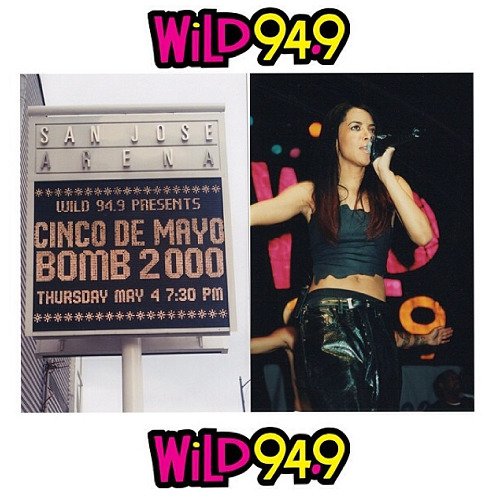 WiLD 94.9
SAN JOSE
ARENA
WILD 94.9 PRESENTS
CINCO DE MAYO
BOMB 2000
THURSDAY MAY 4 7:30 PM
WiLD 94.9